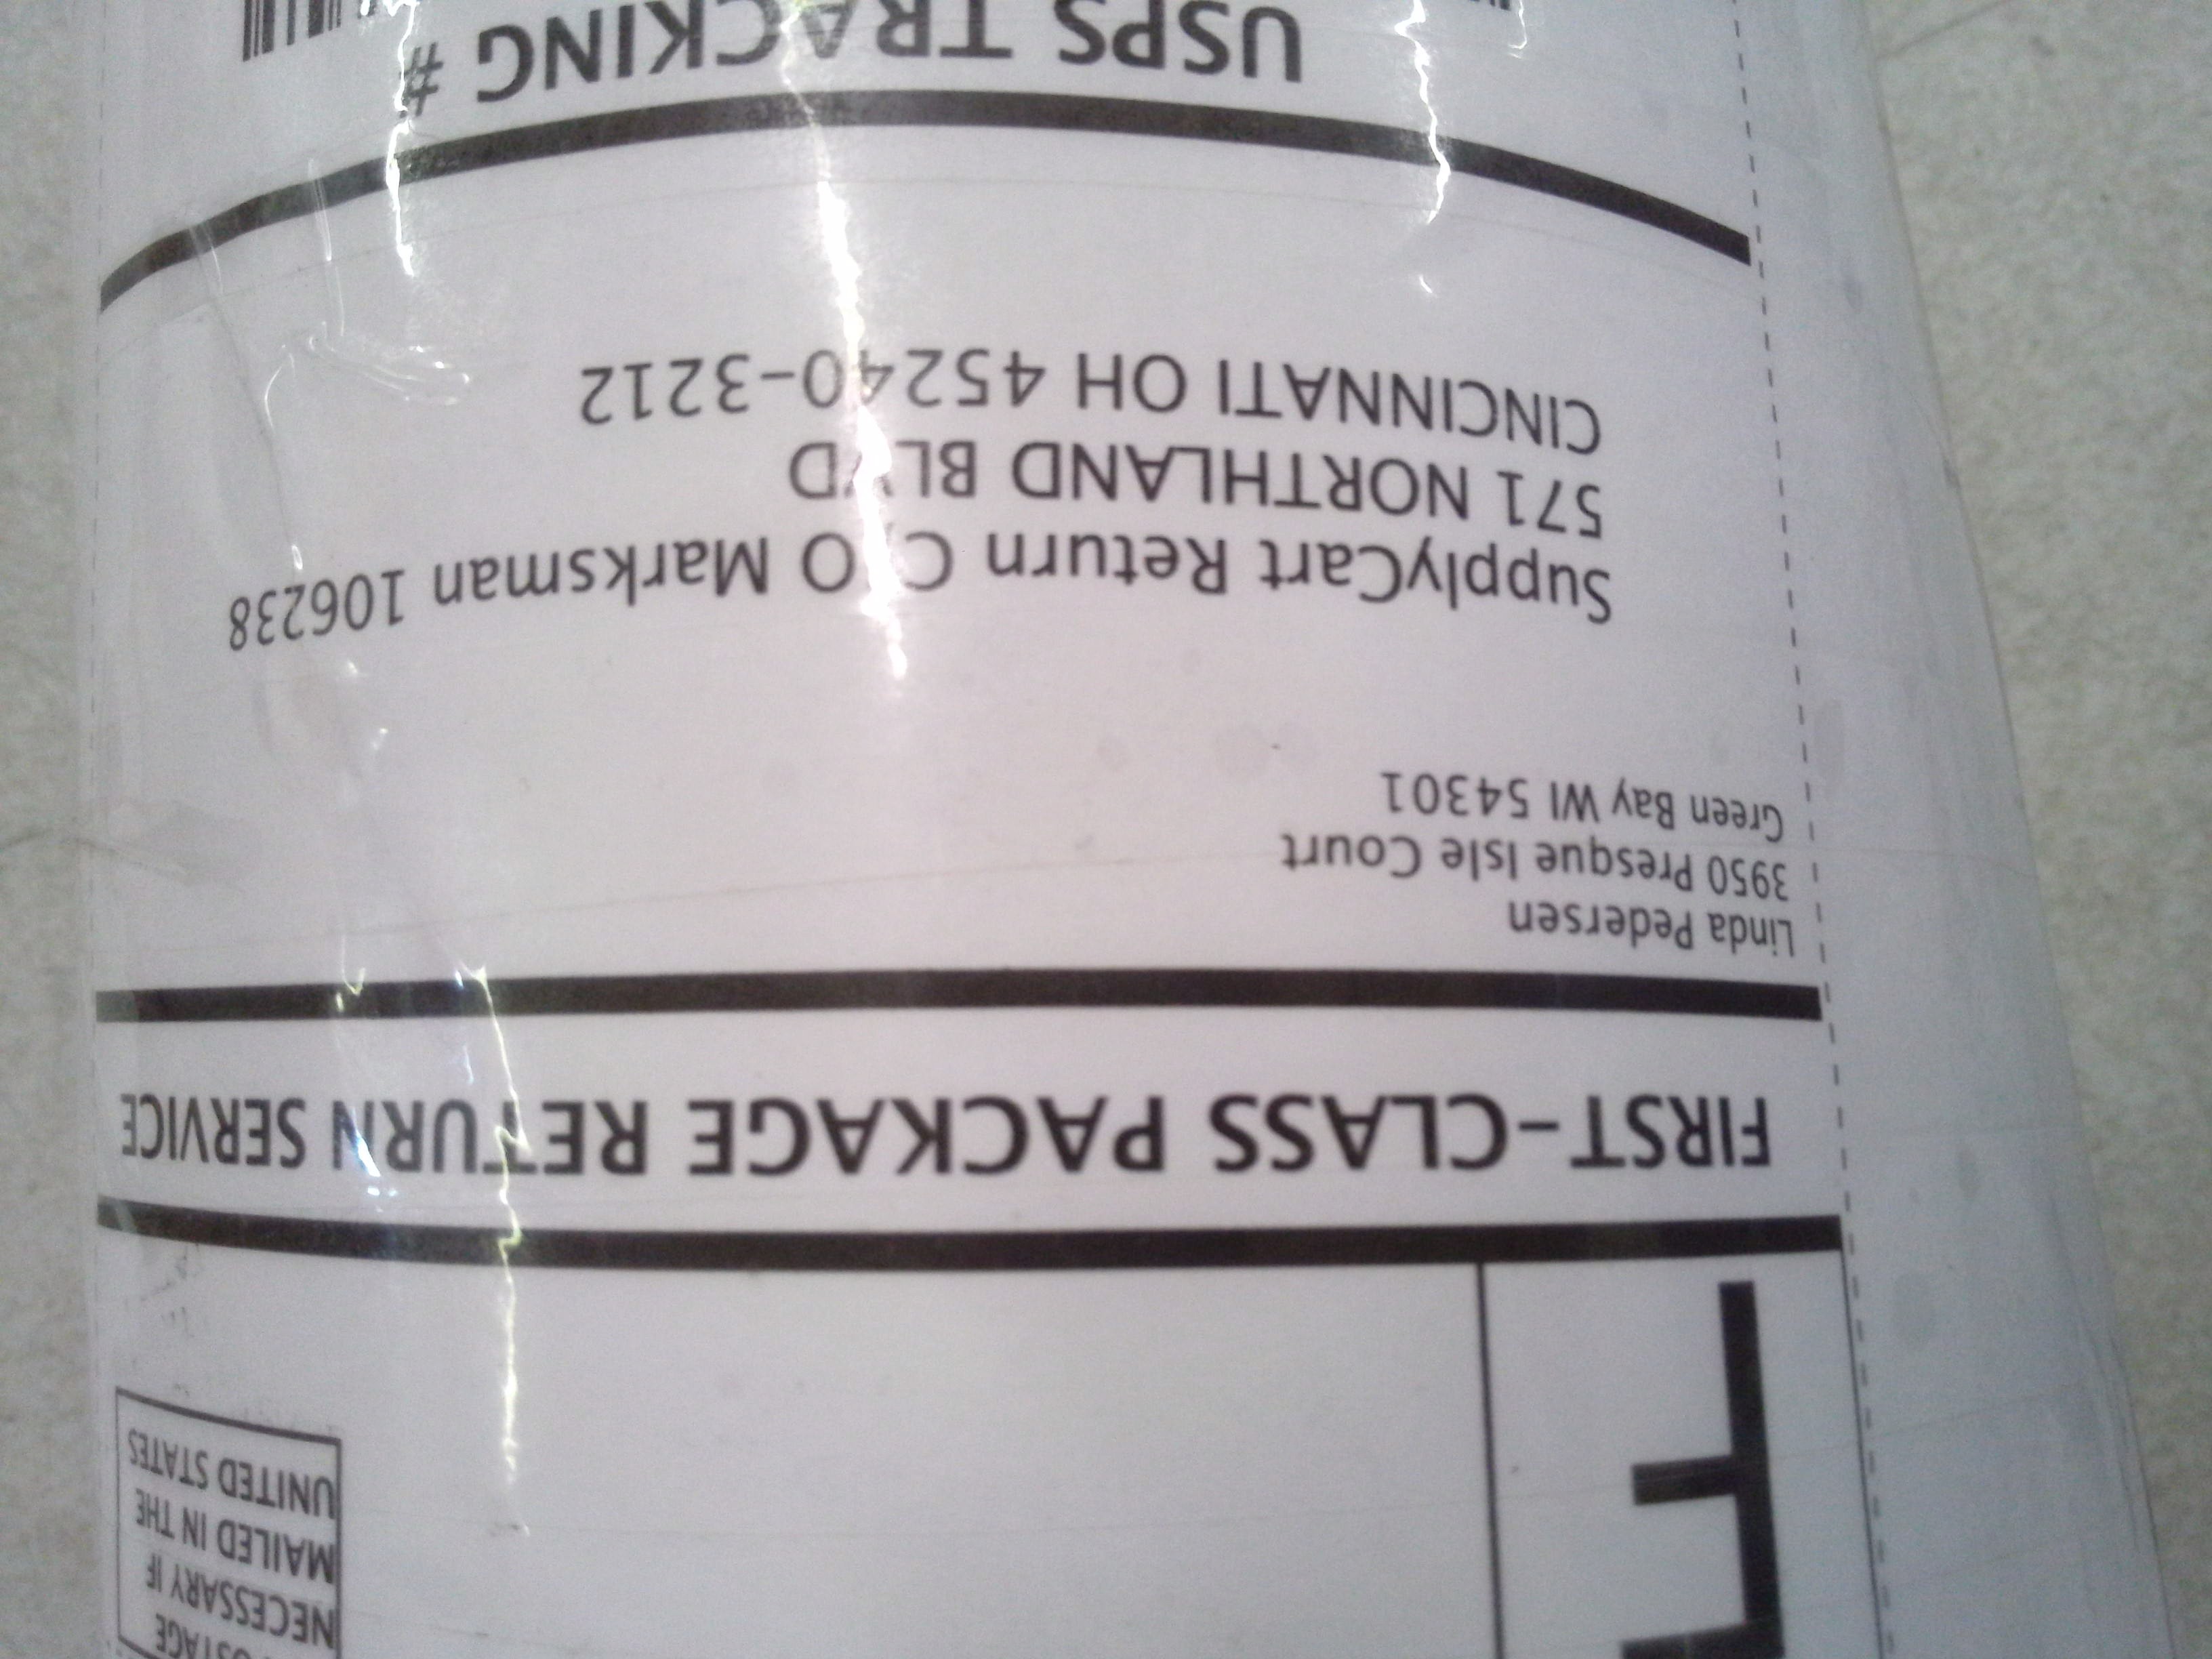 F
POSTAGE
NECESSARY IF
MAILED IN THE
UNITED STATES
FIRST-CLASS PACKAGE RETURN SERVICE
Linda Pedersen
3950 Presque Isle Court
Green Bay WI 54301
SupplyCart Return C/O Marksman 106238
571 NORTHLAND BLVD
CINCINNATI OH 45240-3212
USPS TRACKING #